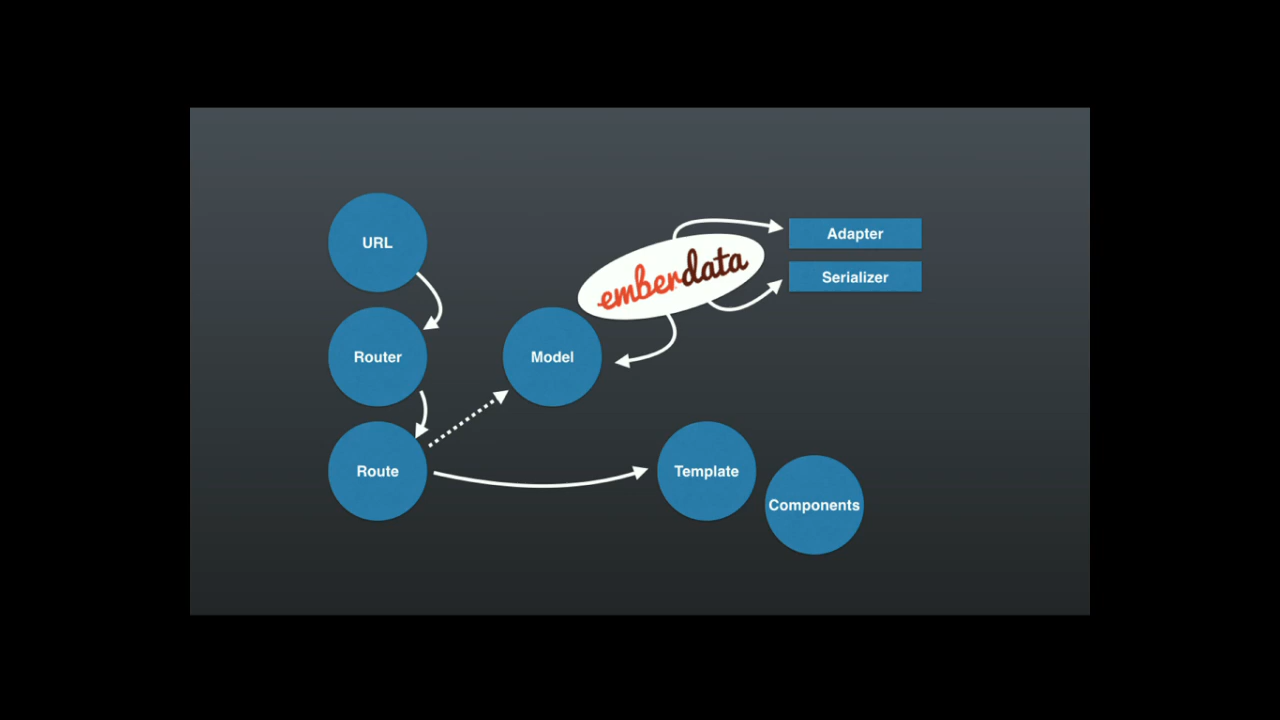 URL
Router
Route
Model
emberdata
Adapter
Serializer
Template
Components